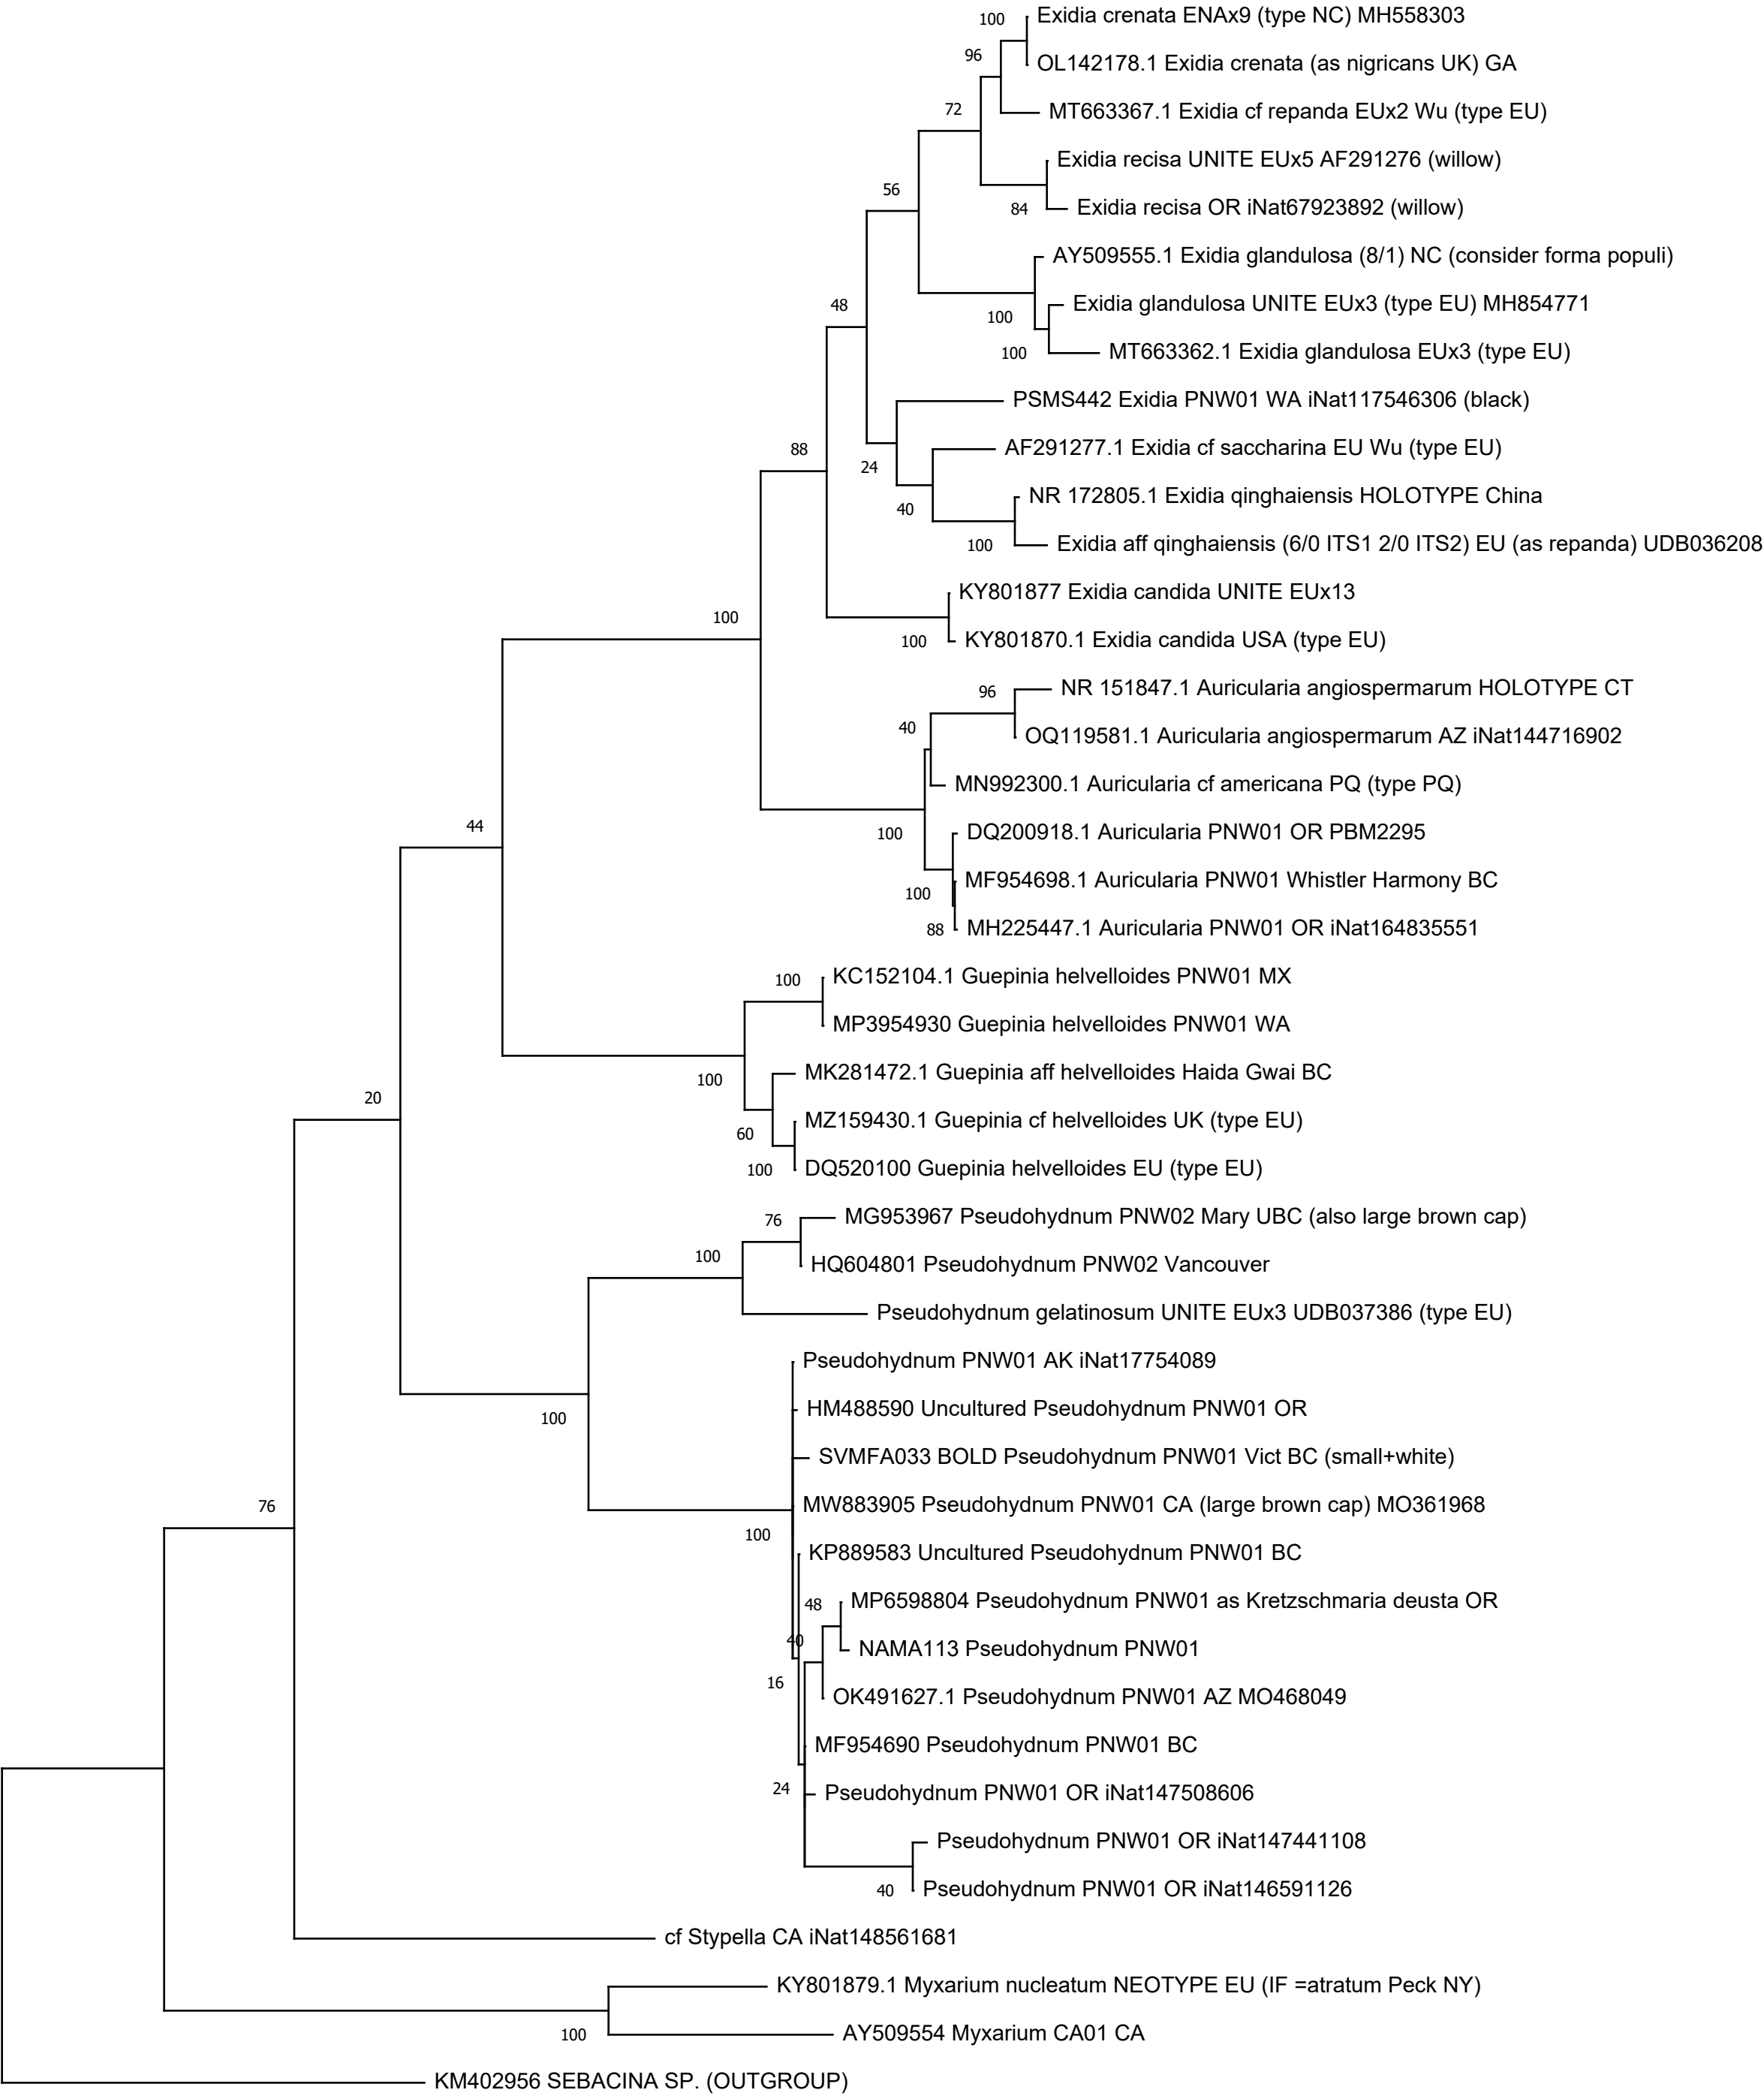 100
Exidia crenata ENAx9 (type NC) MH558303
96
OL142178.1 Exidia crenata (as nigricans UK) GA
72
MT663367.1 Exidia cf repanda EUx2 Wu (type EU)
Exidia recisa UNITE EUx5 AF291276 (willow)
56
84
Exidia recisa OR iNat67923892 (willow)
AY509555.1 Exidia glandulosa (8/1) NC (consider forma populi)
48
100
Exidia glandulosa UNITE EUx3 (type EU) MH854771
100
MT663362.1 Exidia glandulosa EUx3 (type EU)
PSMS442 Exidia PNW01 WA iNat117546306 (black)
88
24
AF291277.1 Exidia cf saccharina EU Wu (type EU)
40
NR 172805.1 Exidia qinghaiensis HOLOTYPE China
100
Exidia aff qinghaiensis (6/0 ITS1 2/0 ITS2) EU (as repanda) UDB036208
KY801877 Exidia candida UNITE EUx13
100
100
KY801870.1 Exidia candida USA (type EU)
96
NR 151847.1 Auricularia angiospermarum HOLOTYPE CT
40
OQ119581.1 Auricularia angiospermarum AZ iNat144716902
MN992300.1 Auricularia cf americana PQ (type PQ)
44
100
DQ200918.1 Auricularia PNW01 OR PBM2295
100
MF954698.1 Auricularia PNW01 Whistler Harmony BC
88
MH225447.1 Auricularia PNW01 OR iNat164835551
100
KC152104.1 Guepinia helvelloides PNW01 MX
MP3954930 Guepinia helvelloides PNW01 WA
100
MK281472.1 Guepinia aff helvelloides Haida Gwai BC
20
60
MZ159430.1 Guepinia cf helvelloides UK (type EU)
100
DQ520100 Guepinia helvelloides EU (type EU)
76
MG953967 Pseudohydnum PNW02 Mary UBC (also large brown cap)
100
HQ604801 Pseudohydnum PNW02 Vancouver
Pseudohydnum gelatinosum UNITE EUx3 UDB037386 (type EU)
Pseudohydnum PNW01 AK iNat17754089
100
HM488590 Uncultured Pseudohydnum PNW01 OR
SVMFA033 BOLD Pseudohydnum PNW01 Vict BC (small+white)
76
100
MW883905 Pseudohydnum PNW01 CA (large brown cap) MO361968
KP889583 Uncultured Pseudohydnum PNW01 BC
48
MP6598804 Pseudohydnum PNW01 as Kretzschmaria deusta OR
40
NAMA113 Pseudohydnum PNW01
16
OK491627.1 Pseudohydnum PNW01 AZ MO468049
MF954690 Pseudohydnum PNW01 BC
24
Pseudohydnum PNW01 OR iNat147508606
Pseudohydnum PNW01 OR iNat147441108
40
Pseudohydnum PNW01 OR iNat146591126
cf Stypella CA iNat148561681
KY801879.1 Myxarium nucleatum NEOTYPE EU (IF =atratum Peck NY)
100
AY509554 Myxarium CA01 CA
KM402956 SEBACINA SP. (OUTGROUP)